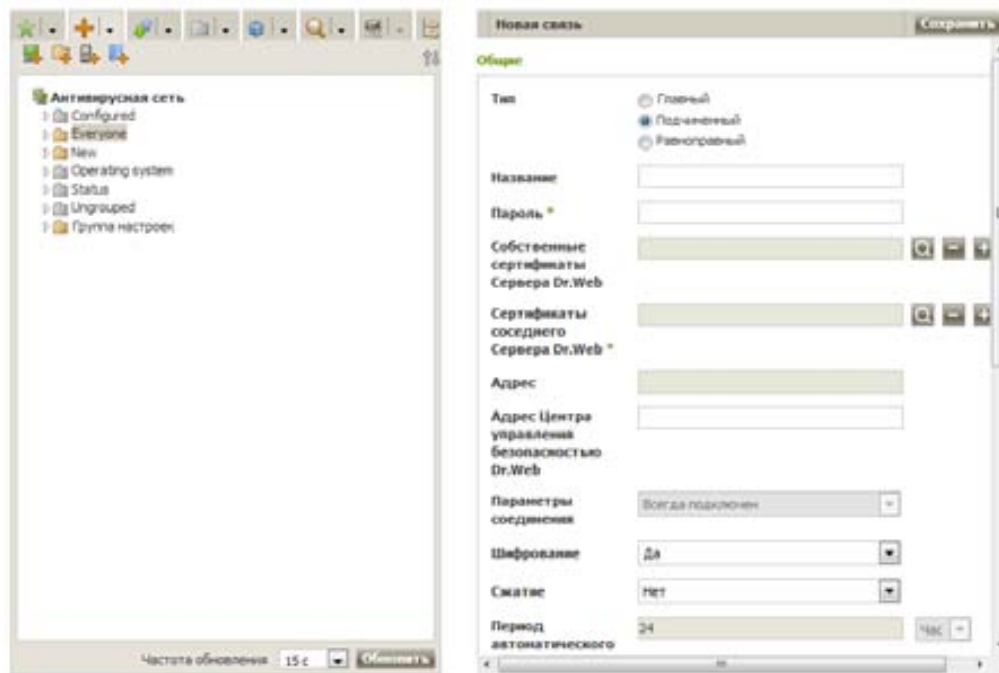 Антивирусная сеть
Configured
Everyone
New
Operating system
Status
Ungrouped
Группа настроек
Частота обновления 15 с Обновить
Новая связь Сохранить
Общие
Тип
Главный
Подчиненный
Равноправный
Название
Пароль *
Собственные
сертификаты
Сервера Dr.Web
Сертификаты
соседнего
Сервера Dr.Web *
Адрес
Адрес Центра
управления
безопасностью
Dr.Web
Параметры
соединения
Всегда подключен
Шифрование Да
Сжатие Нет
Период
автоматического
24 Час